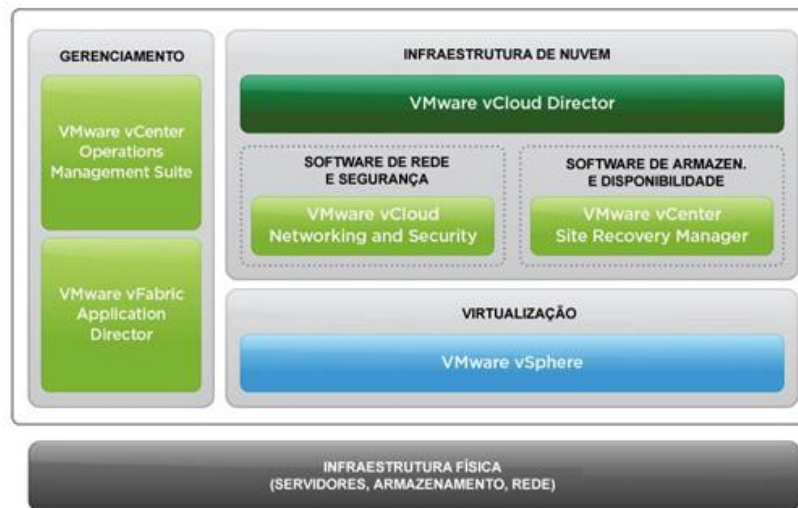 GERENCIAMENTO
VMware vCenter
Operations
Management Suite
VMware vFabric
Application
Director
INFRAESTRUTURA DE NUVEM
VMware vCloud Director
SOFTWARE DE REDE
E SEGURANÇA
VMware vCloud
Networking and Security
SOFTWARE DE ARMAZEN.
E DISPONIBILIDADE
VMware vCenter
Site Recovery Manager
VIRTUALIZAÇÃO
VMware vSphere
INFRAESTRUTURA FÍSICA
(SERVIDORES, ARMAZENAMENTO, REDE)